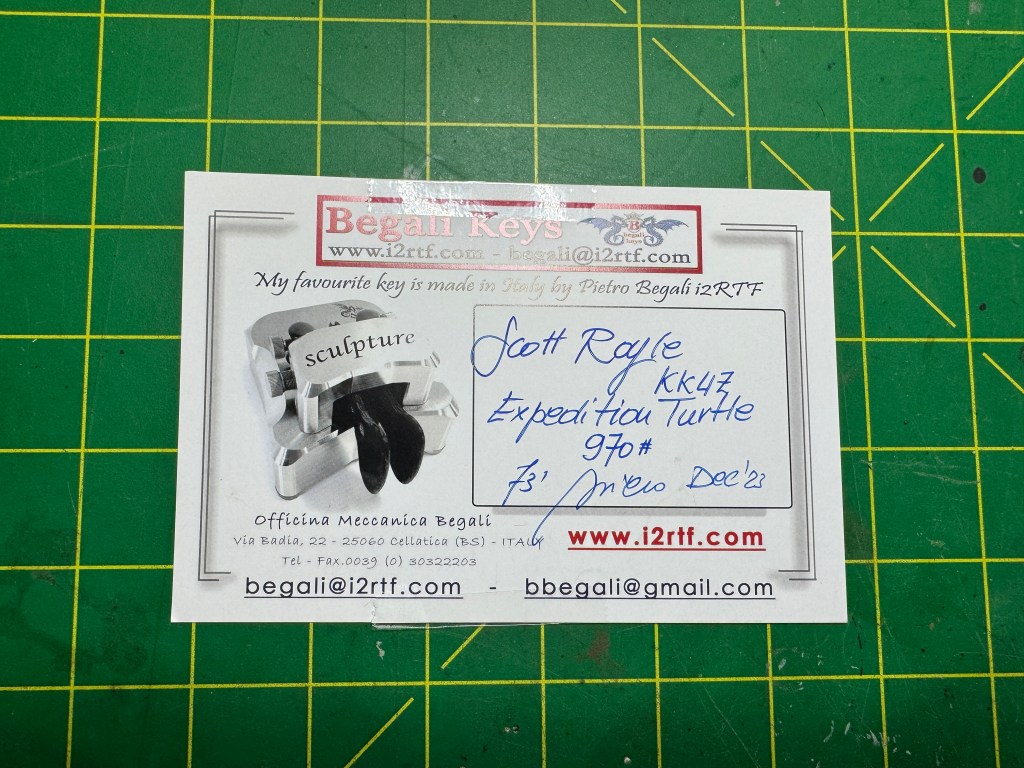 Begali Keys
B
begali
keys
www.i2rtf.com - begali@i2rtf.com
My favourite key is made in Italy by Pietro Begali i2RTF
sculpture
Scott Royle
KK4Z
Expedition Turtle
970#
73'
Dec'23
Officina Meccanica Begali
Via Badia, 22 - 25060 Cellatica (BS) - ITALY
Tel - Fax.0039 (0) 30322203
www.i2rtf.com
begali@i2rtf.com - bbegali@gmail.com